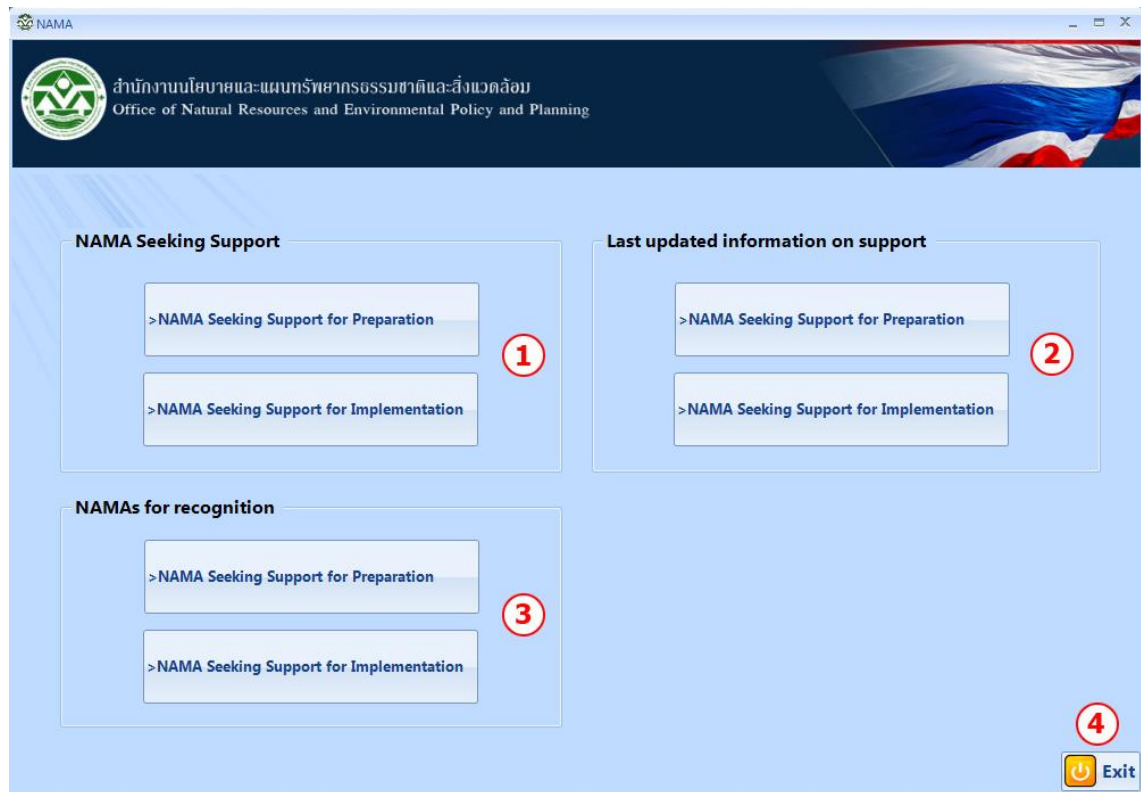 NAMA
สำนักงานนโยบายและแผนทรัพยากรธรรมชาติและสิ่งแวดล้อม
Office of Natural Resources and Environmental Policy and Planning
NAMA Seeking Support
>NAMA Seeking Support for Preparation
1
>NAMA Seeking Support for Implementation
Last updated information on support
>NAMA Seeking Support for Preparation
2
>NAMA Seeking Support for Implementation
NAMAs for recognition
>NAMA Seeking Support for Preparation
3
>NAMA Seeking Support for Implementation
4
Exit